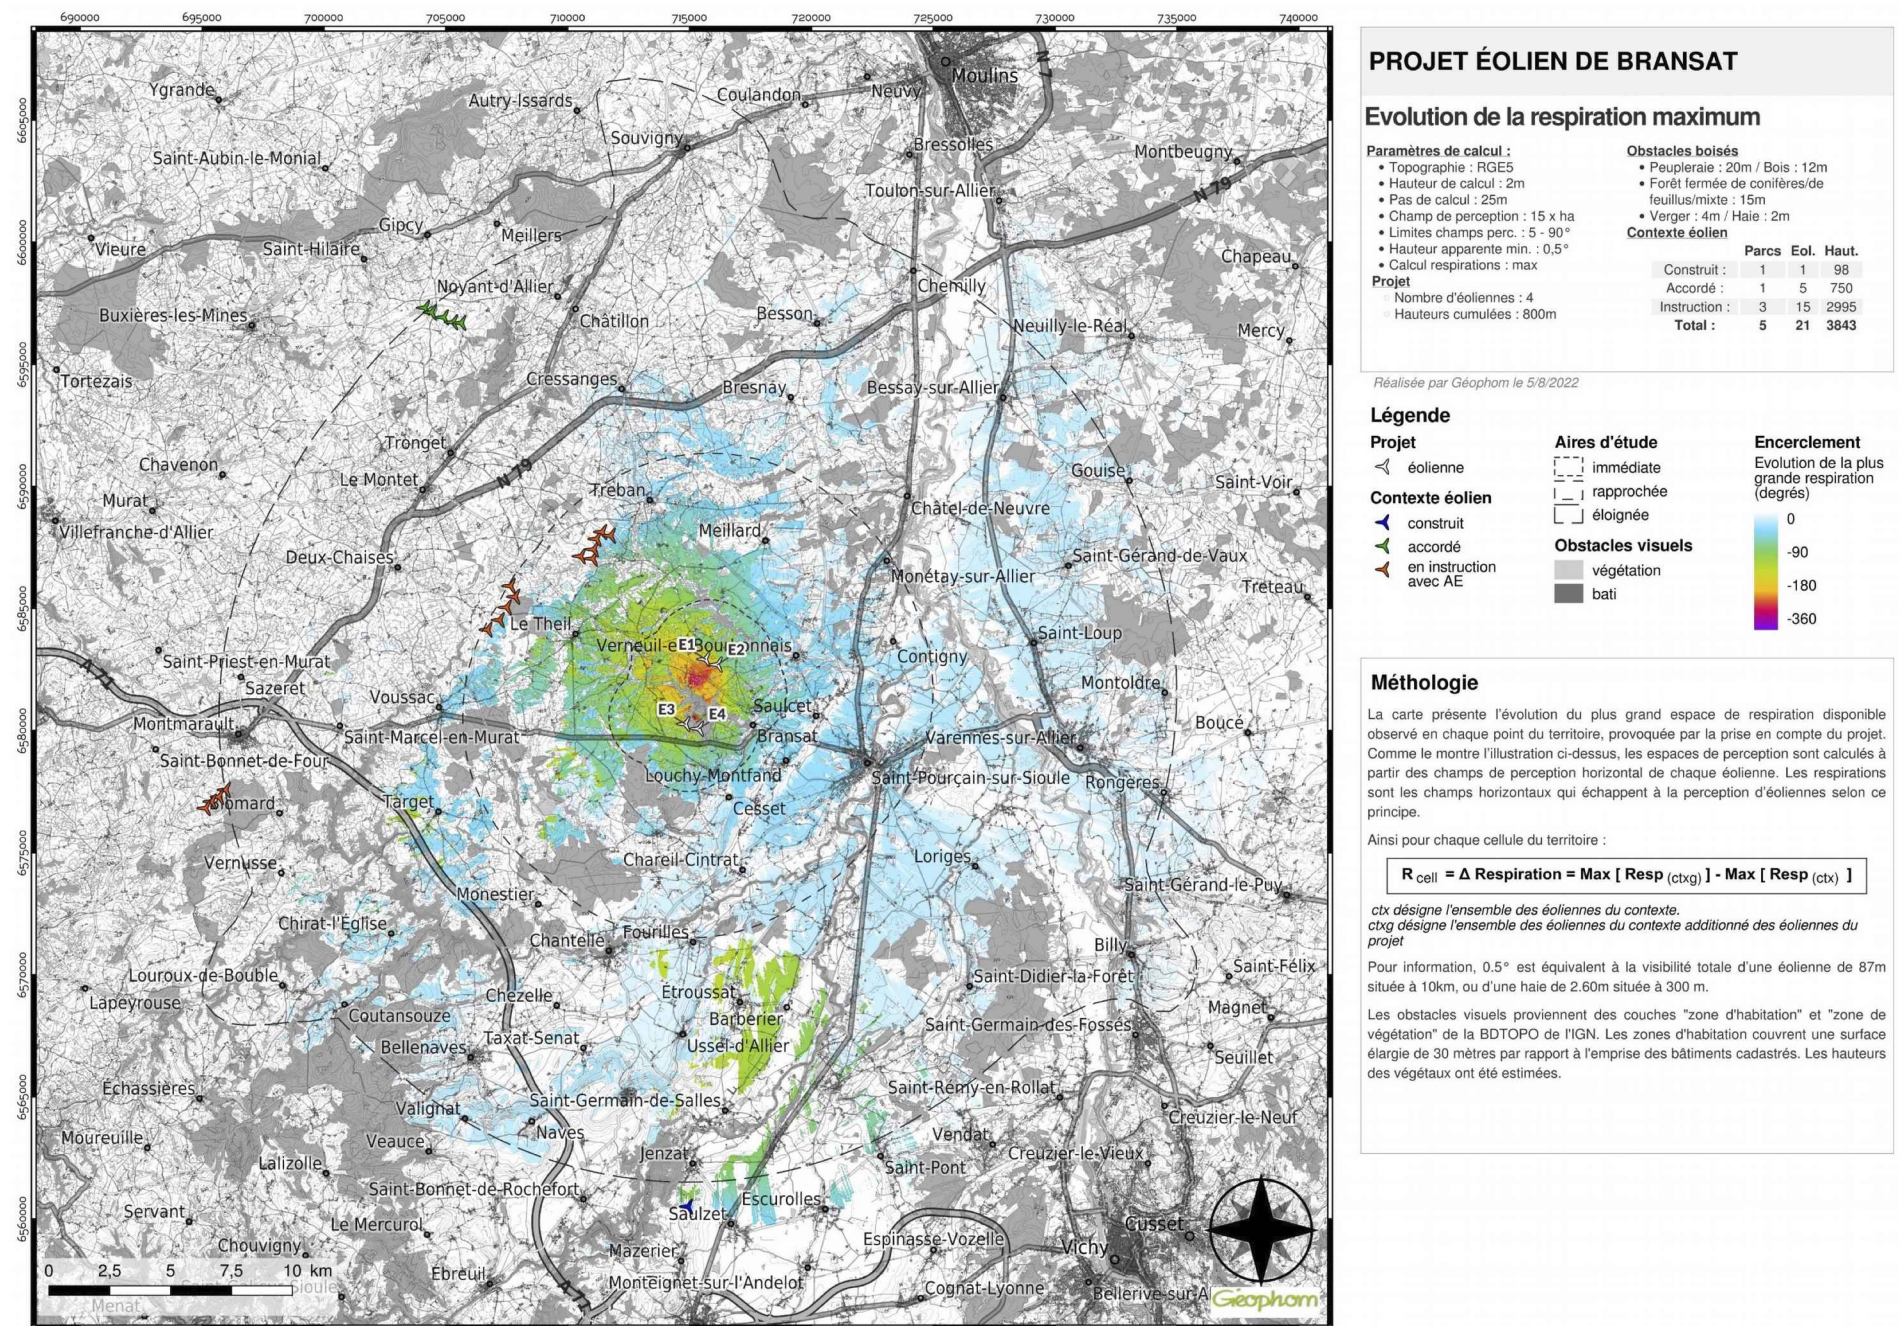 690000 695000 700000 705000 710000 715000 720000 725000 730000 735000 740000
6605000
6600000
6595000
6590000
6585000
6580000
6575000
6570000
6565000
6560000
Moulins
N 7
Ygrande
Autry-Issards
Coulandon
Neuvy
Souvigny
Bressolles
Saint-Aubin-le-Monial
Montbeugny
Toulon-sur-Allier
N 79
Gipcy
Meillers
Vieure
Saint-Hilaire
Chapeau
Noyant-d'Allier
Chemilly
Buxières-les-Mines
Châtillon
Besson
Neuilly-le-Réal
Mercy
Tortezais
Cressanges
Bresnay
Bessay-sur-Allier
Tronget
Chavenon
Le Montet
N 79
Gouise
Saint-Voir
Murat
Tréban
Châtel-de-Neuvre
Villefranche-d'Allier
Meillard
Deux-Chaises
Saint-Gérand-de-Vaux
Monétay-sur-Allier
Tréteau
Le Theil
Saint-Loup
Verneuil-e Bourbonnais
E1
E2
Contigny
A 71
Saint-Priest-en-Murat
Sazeret
Voussac
Montoldre
E3
E4
Saulcet
Montmarault
Boucé
Saint-Marcel-en-Murat
Bransat
Varennes-sur-Allier
Saint-Bonnet-de-Four
Louchy-Montfand
Saint-Pourçain-sur-Sioule
Rongères
Blomard
Target
Cesset
Vernusse
Chareil-Cintrat
Loriges
Monestier
Saint-Gérand-le-Puy
Chirat-l'Église
Chantelle
Fourilles
Billy
Louroux-de-Bouble
Saint-Didier-la-Forêt
Saint-Félix
Lapeyrouse
Chezelle
Étroussat
Magnet
Coutansouze
Barberier
Saint-Germain-des-Fossés
Bellenaves
Taxat-Senat
Ussel-d'Allier
Seuillet
Échassières
Saint-Rémy-en-Rollat
Valignat
Saint-Germain-de-Salles
Creuzier-le-Neuf
Moureuille
Veauce
Naves
Vendat
Creuzier-le-Vieux
Lalizolle
Jenzat
Saint-Pont
Saint-Bonnet-de-Rochefort
Escurolles
Servant
Le Mercurol
Saulzet
Cusset
Chouvigny
Mazerier
Espinasse-Vozelle
Vichy
Ébreuil
A 71
Monteignet-sur-l'Andelot
Cognat-Lyonne
Bellerive-sur-A
Menat
0 2,5 5 7,5 10 km
Géophom
PROJET ÉOLIEN DE BRANSAT
Evolution de la respiration maximum
Paramètres de calcul :
• Topographie : RGE5
• Hauteur de calcul : 2m
• Pas de calcul : 25m
• Champ de perception : 15 x ha
• Limites champs perc. : 5 - 90°
• Hauteur apparente min. : 0,5°
• Calcul respirations : max
Projet
Nombre d'éoliennes : 4
Hauteurs cumulées : 800m
Obstacles boisés
• Peupleraie : 20m / Bois : 12m
• Forêt fermée de conifères/de
feuillus/mixte : 15m
• Verger : 4m / Haie : 2m
Contexte éolien
Parcs Eol. Haut.
Construit : 1 1 98
Accordé : 1 5 750
Instruction : 3 15 2995
Total : 5 21 3843
Réalisée par Géophom le 5/8/2022
Légende
Projet
éolienne
Contexte éolien
construit
accordé
en instruction
avec AE
Aires d'étude
immédiate
rapprochée
éloignée
Obstacles visuels
végétation
bati
Encerclement
Evolution de la plus
grande respiration
(degrés)
0
-90
-180
-360
Méthologie
La carte présente l'évolution du plus grand espace de respiration disponible
observé en chaque point du territoire, provoquée par la prise en compte du projet.
Comme le montre l'illustration ci-dessus, les espaces de perception sont calculés à
partir des champs de perception horizontal de chaque éolienne. Les respirations
sont les champs horizontaux qui échappent à la perception d'éoliennes selon ce
principe.
Ainsi pour chaque cellule du territoire :
R cell = Δ Respiration = Max [ Resp (ctxg) ] - Max [ Resp (ctx) ]
ctx désigne l'ensemble des éoliennes du contexte.
ctxg désigne l'ensemble des éoliennes du contexte additionné des éoliennes du
projet
Pour information, 0.5° est équivalent à la visibilité totale d'une éolienne de 87m
située à 10km, ou d'une haie de 2.60m située à 300 m.
Les obstacles visuels proviennent des couches "zone d'habitation" et "zone de
végétation" de la BDTOPO de l'IGN. Les zones d'habitation couvrent une surface
élargie de 30 mètres par rapport à l'emprise des bâtiments cadastrés. Les hauteurs
des végétaux ont été estimées.